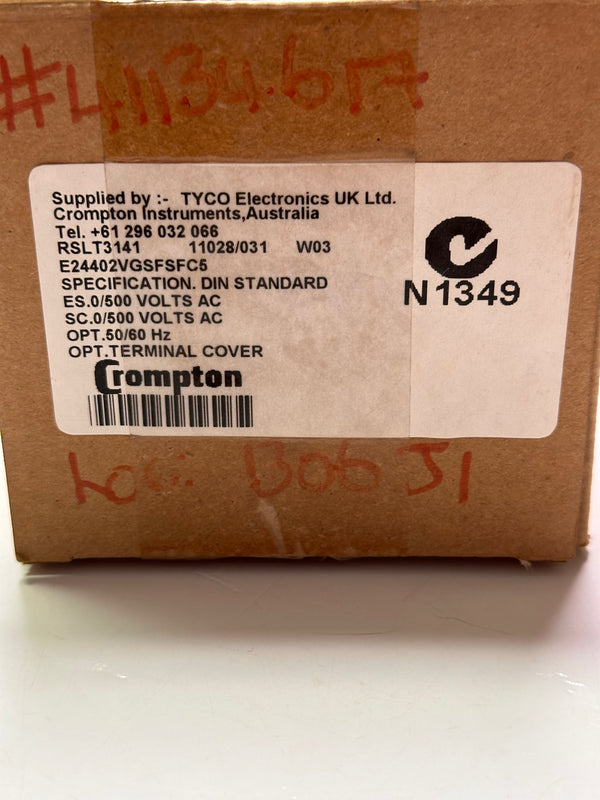 #41134.617
Supplied by :-   TYCO Electronics UK Ltd.
Crompton Instruments,Australia
Tel. +61 296 032 066
RSLT3141   11028/031   W03
E24402VGSFSFC5
SPECIFICATION. DIN STANDARD
ES.0/500 VOLTS AC
SC.0/500 VOLTS AC
OPT.50/60 Hz
OPT.TERMINAL COVER
Crompton
N1349
Loc: B06 J1